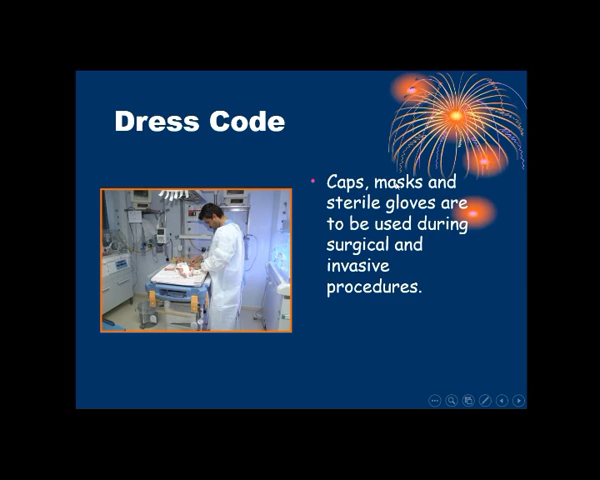 Dress Code
Caps, masks and
sterile gloves are
to be used during
surgical and
invasive
procedures.